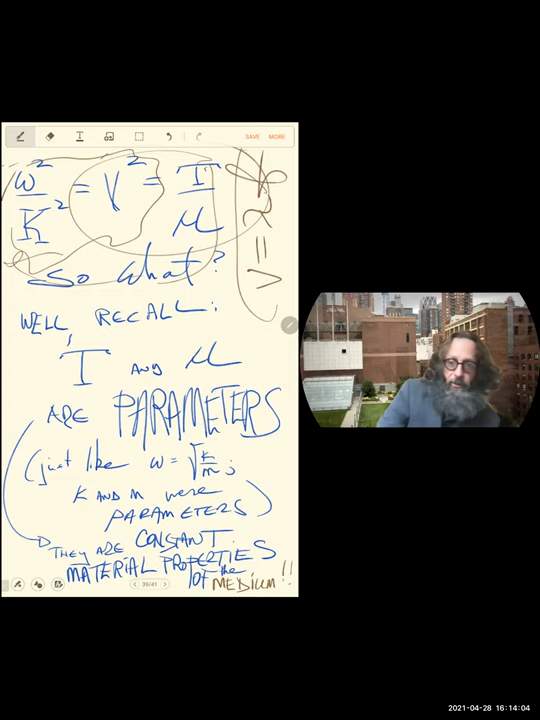 SAVE MORE
ω²/K² = V² = T/μ
fλ = V
So what?
WELL, RECALL:
T AND μ
ARE PARAMETERS
(just like ω = √k/m ;
K AND M were
PARAMETERS)
THEY ARE CONSTANT
MATERIAL PROPERTIES
OF the
MEDIUM!!
39/41
2021-04-28 16:14:04